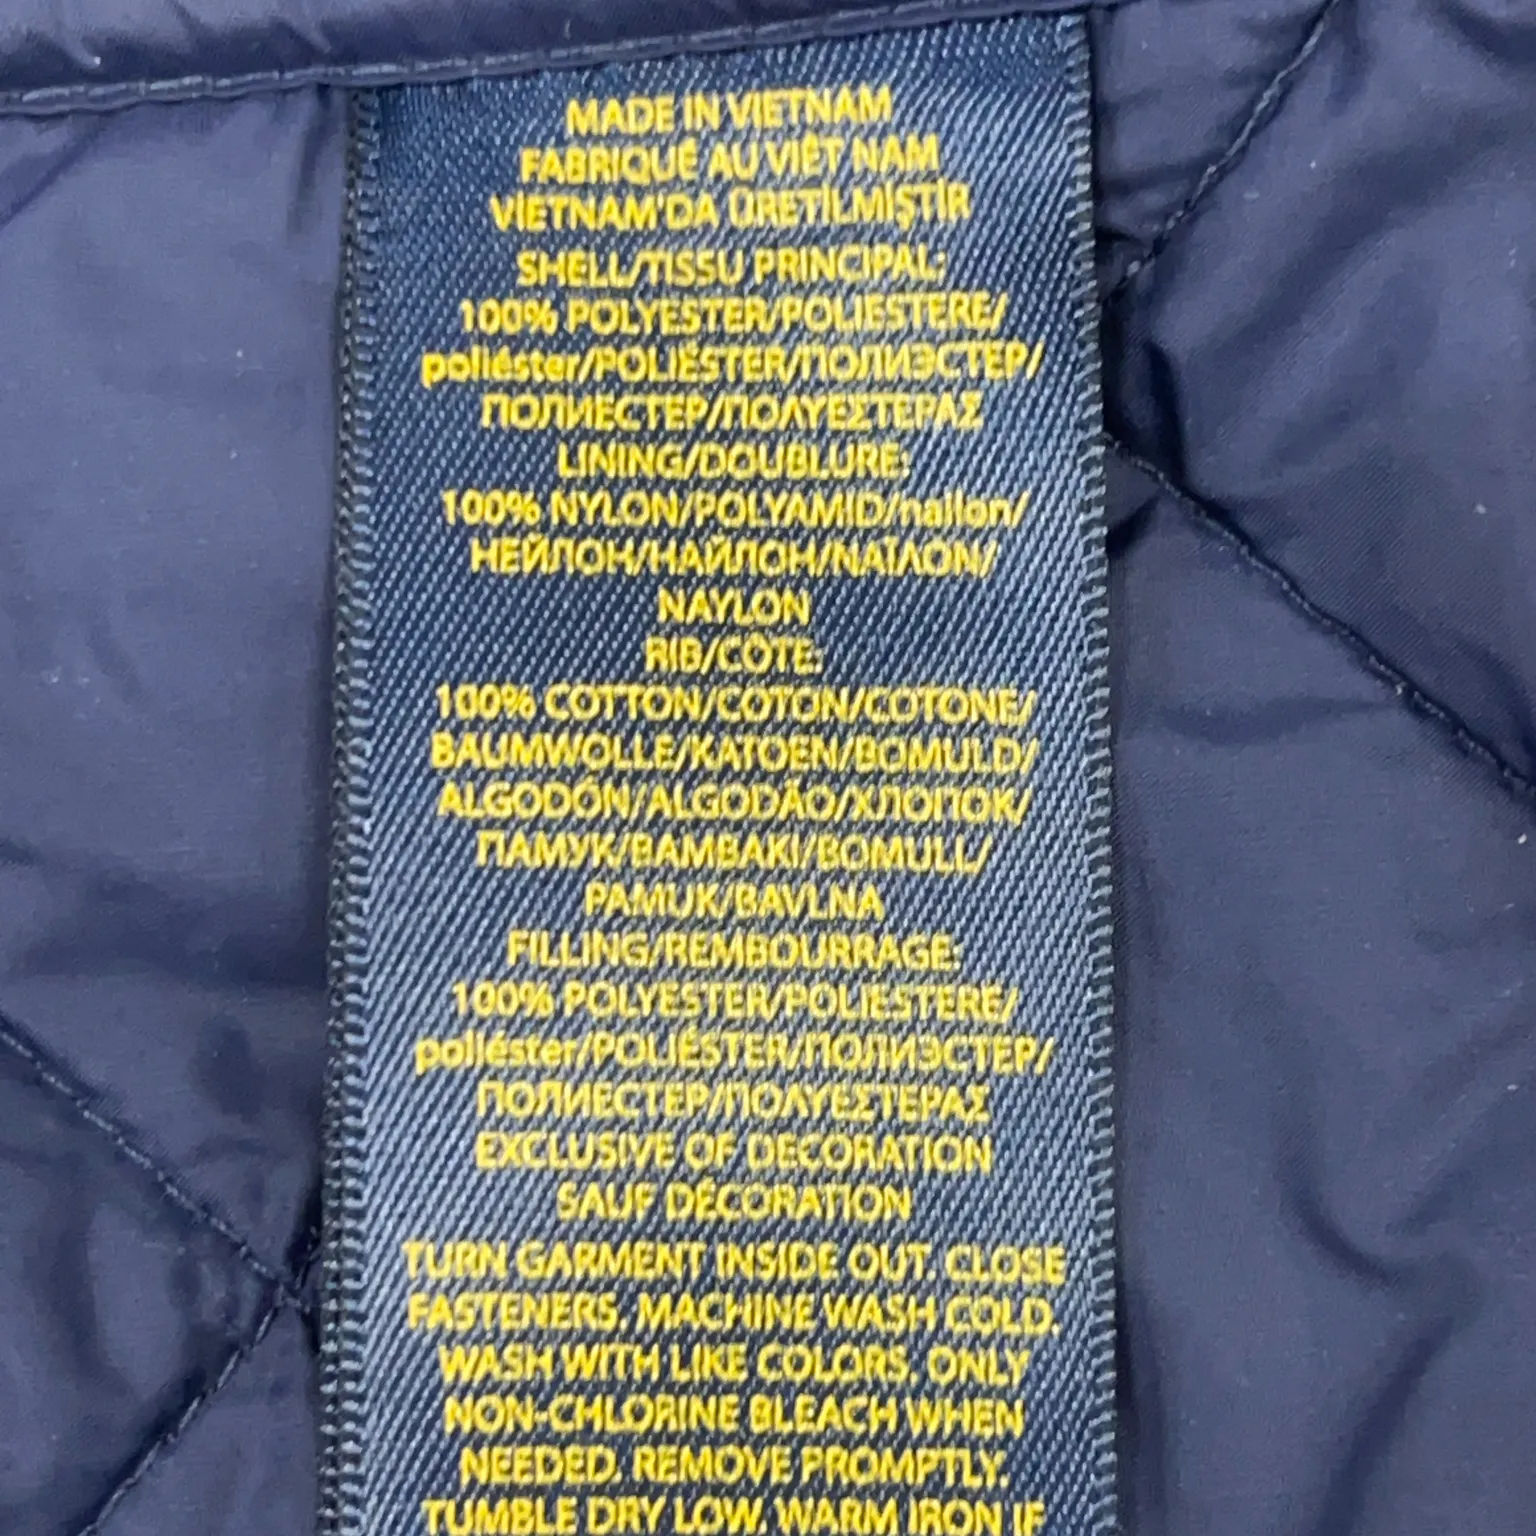 MADE IN VIETNAM
FABRIQUÉ AU VIÊT NAM
VIETNAM'DA ÜRETİLMİŞTİR
SHELL/TISSU PRINCIPAL:
100% POLYESTER/POLIESTERE/
poliéster/POLIÉSTER/ПОЛИЭСТЕР/
ПОЛИЕСТЕР/ΠΟΛΥΕΣΤΕΡΑΣ
LINING/DOUBLURE:
100% NYLON/POLYAMID/nailon/
НЕЙЛОН/НАЙЛОН/ΝΑΪΛΟΝ/
NAYLON
RIB/CÔTE:
100% COTTON/COTON/COTONE/
BAUMWOLLE/KATOEN/BOMULD/
ALGODÓN/ALGODÃO/ХЛОПОК/
ПАМУК/BAMBAKI/BOMULL/
PAMUK/BAVLNA
FILLING/REMBOURRAGE:
100% POLYESTER/POLIESTERE/
poliéster/POLIÉSTER/ПОЛИЭСТЕР/
ПОЛИЕСТЕР/ΠΟΛΥΕΣΤΕΡΑΣ
EXCLUSIVE OF DECORATION
SAUF DÉCORATION
TURN GARMENT INSIDE OUT. CLOSE
FASTENERS. MACHINE WASH COLD.
WASH WITH LIKE COLORS. ONLY
NON-CHLORINE BLEACH WHEN
NEEDED. REMOVE PROMPTLY.
TUMBLE DRY LOW. WARM IRON IF